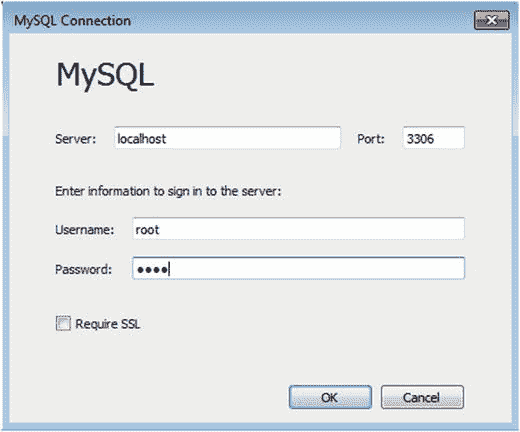 MySQL Connection
MySQL
Server: localhost Port: 3306
Enter information to sign in to the server:
Username: root
Password: ●●●●
Require SSL
OK Cancel